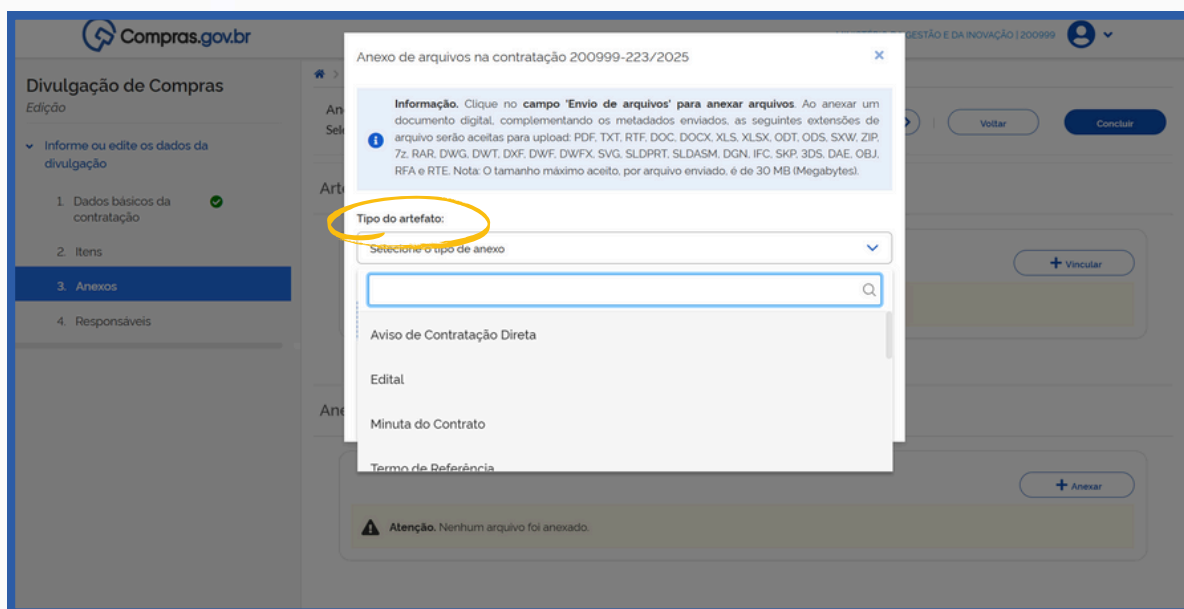 Compras.gov.br
GESTÃO E DA INOVAÇÃO | 200999
Divulgação de Compras
Edição
Informe ou edite os dados da
divulgação
1. Dados básicos da
contratação
2. Itens
3. Anexos
4. Responsáveis
Voltar
Concluir
Anexo de arquivos na contratação 200999-223/2025
×
Informação. Clique no campo 'Envio de arquivos' para anexar arquivos. Ao anexar um
documento digital, complementando os metadados enviados, as seguintes extensões de
arquivo serão aceitas para upload: PDF, TXT, RTF, DOC, DOCX, XLS, XLSX, ODT, ODS, SXW, ZIP,
7z, RAR, DWG, DWT, DXF, DWF, DWFX, SVG, SLDPRT, SLDASM, DGN, IFC, SKP, 3DS, DAE, OBJ,
RFA e RTE. Nota: O tamanho máximo aceito, por arquivo enviado, é de 30 MB (Megabytes).
Tipo do artefato:
Selecione o tipo de anexo
Aviso de Contratação Direta
Edital
Minuta do Contrato
Termo de Referência
+ Vincular
+ Anexar
Atenção. Nenhum arquivo foi anexado.